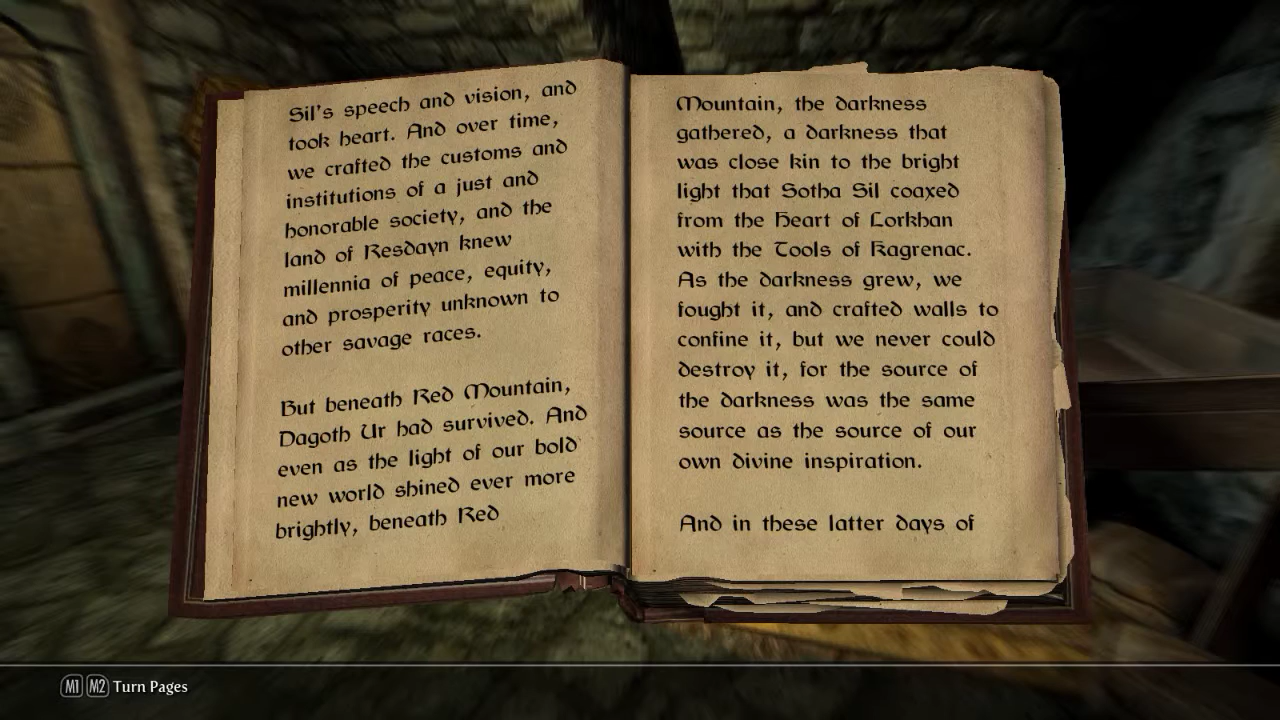 Sil's speech and vision, and
took heart. And over time,
we crafted the customs and
institutions of a just and
honorable society, and the
land of Resdayn knew
millennia of peace, equity,
and prosperity unknown to
other savage races.
But beneath Red Mountain,
Dagoth Ur had survived. And
even as the light of our bold
new world shined ever more
brightly, beneath Red
Mountain, the darkness
gathered, a darkness that
was close kin to the bright
light that Sotha Sil coaxed
from the Heart of Lorkhan
with the Tools of Kagrenac.
As the darkness grew, we
fought it, and crafted walls to
confine it, but we never could
destroy it, for the source of
the darkness was the same
source as the source of our
own divine inspiration.
And in these latter days of
M1 M2 Turn Pages